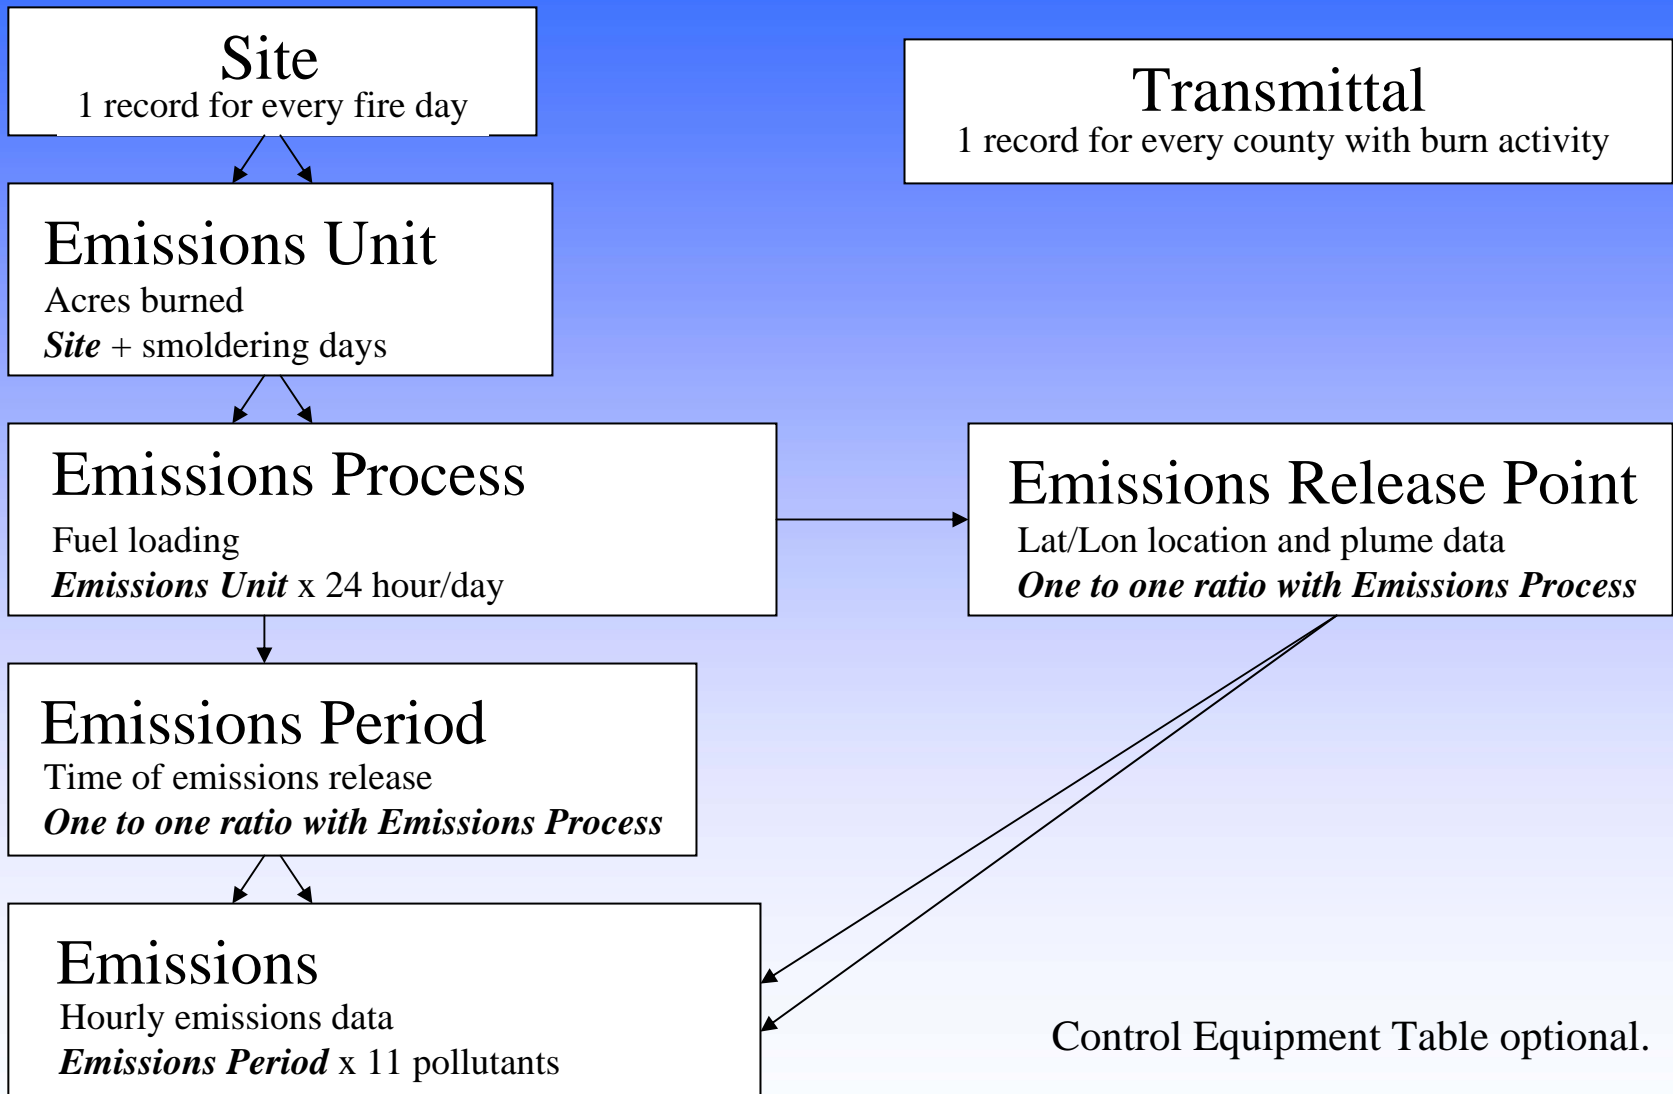 Site
1 record for every fire day
Transmittal
1 record for every county with burn activity
Emissions Unit
Acres burned
Site + smoldering days
Emissions Process
Fuel loading
Emissions Unit x 24 hour/day
Emissions Release Point
Lat/Lon location and plume data
One to one ratio with Emissions Process
Emissions Period
Time of emissions release
One to one ratio with Emissions Process
Emissions
Hourly emissions data
Emissions Period x 11 pollutants
Control Equipment Table optional.